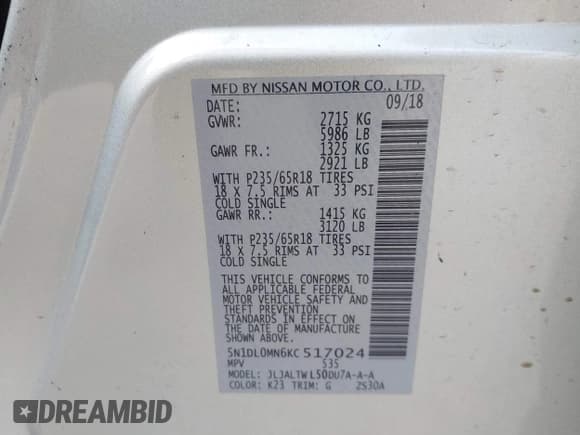 MFD BY NISSAN MOTOR CO., LTD.
DATE: 09/18
GVWR: 2715 KG
5986 LB
GAWR FR.: 1325 KG
2921 LB
WITH P235/65R18 TIRES
18 X 7.5 RIMS AT 33 PSI
COLD SINGLE
GAWR RR.: 1415 KG
3120 LB
WITH P235/65R18 TIRES
18 X 7.5 RIMS AT 33 PSI
COLD SINGLE
THIS VEHICLE CONFORMS TO
ALL APPLICABLE FEDERAL
MOTOR VEHICLE SAFETY AND
THEFT PREVENTION
STANDARDS IN EFFECT ON
THE DATE OF MANUFACTURE
SHOWN ABOVE.
5N1DL0MN6KC517024
MPV 535
MODEL: JLJALTWL50DU7A-A-A
COLOR: K23 TRIM: G 2S30A
DREAMBID